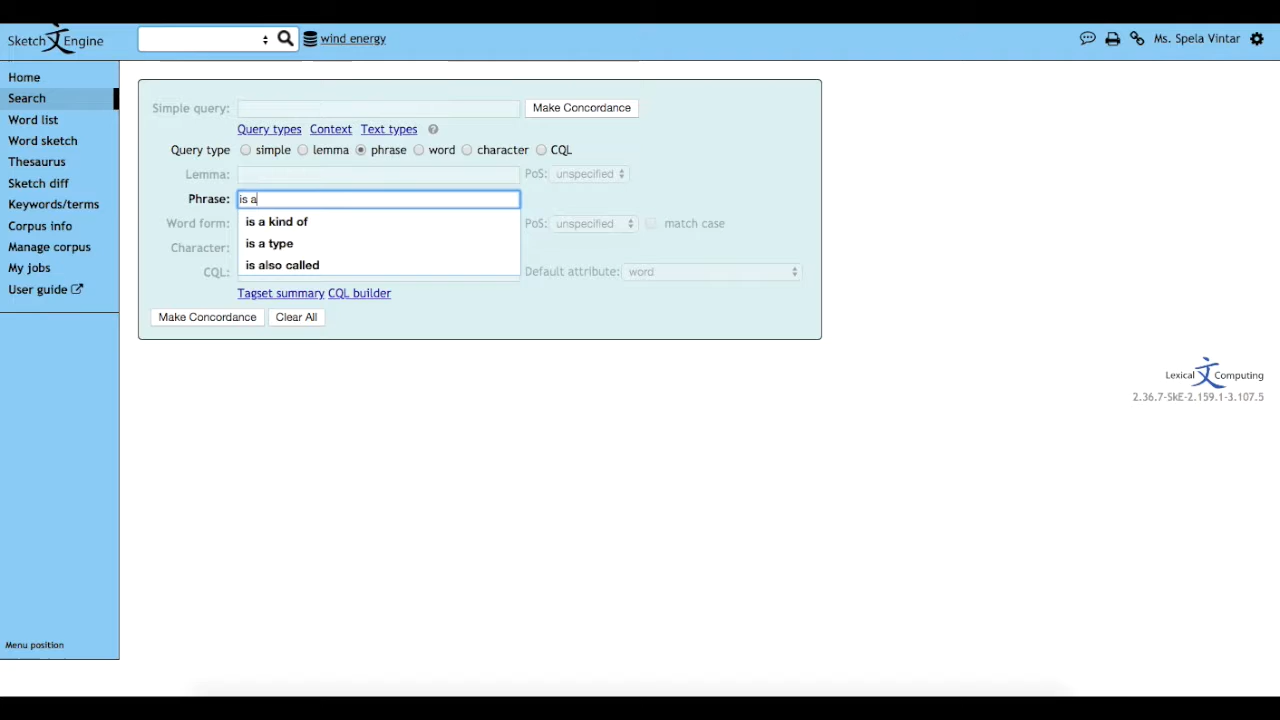 Sketch 文 Engine
wind energy
Ms. Spela Vintar
Home
Search
Word list
Word sketch
Thesaurus
Sketch diff
Keywords/terms
Corpus info
Manage corpus
My jobs
User guide
Menu position
Simple query: Make Concordance
Query types Context Text types ?
Query type simple lemma phrase word character CQL
Lemma: PoS: unspecified
Phrase: is a
is a kind of
is a type
is also called
Word form: PoS: unspecified match case
Character:
CQL: Default attribute: word
Tagset summary CQL builder
Make Concordance Clear All
Lexical 文 Computing
2.36.7-SkE-2.159.1-3.107.5